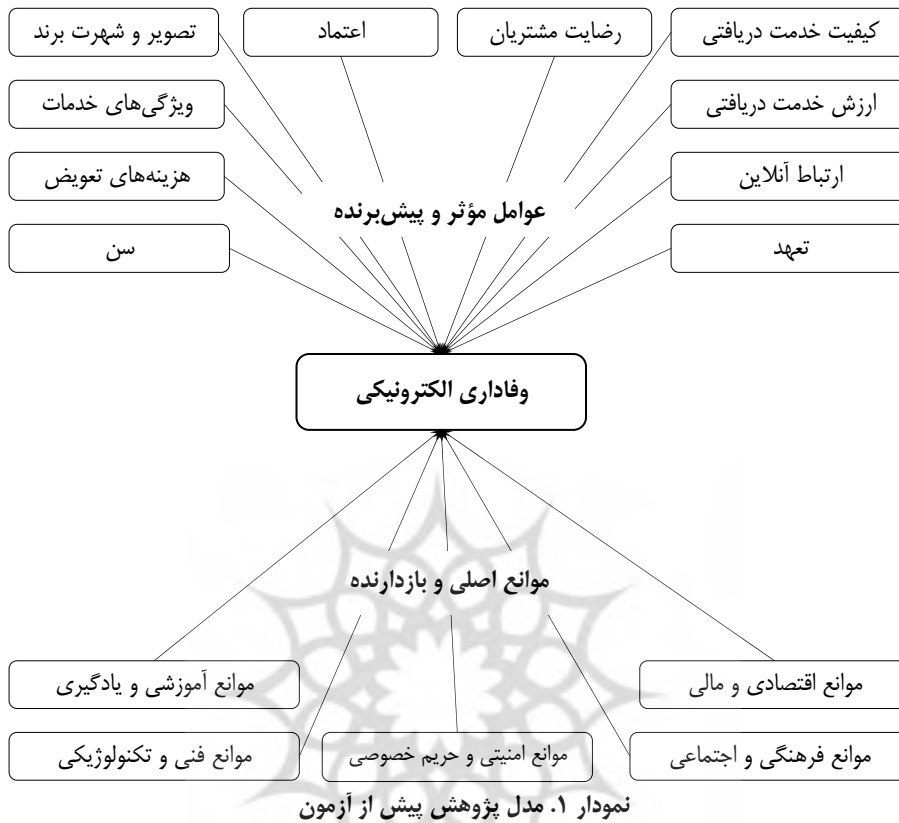 کیفیت خدمت دریافتی
رضایت مشتریان
اعتماد
تصویر و شهرت برند
ارزش خدمت دریافتی
ویژگی‌های خدمات
ارتباط آنلاین
هزینه‌های تعویض
عوامل مؤثر و پیش‌برنده
تعهد
سن
وفاداری الکترونیکی
موانع اصلی و بازدارنده
موانع اقتصادی و مالی
موانع آموزشی و یادگیری
موانع فرهنگی و اجتماعی
موانع امنیتی و حریم خصوصی
موانع فنی و تکنولوژیکی
نمودار ۱. مدل پژوهش پیش از آزمون